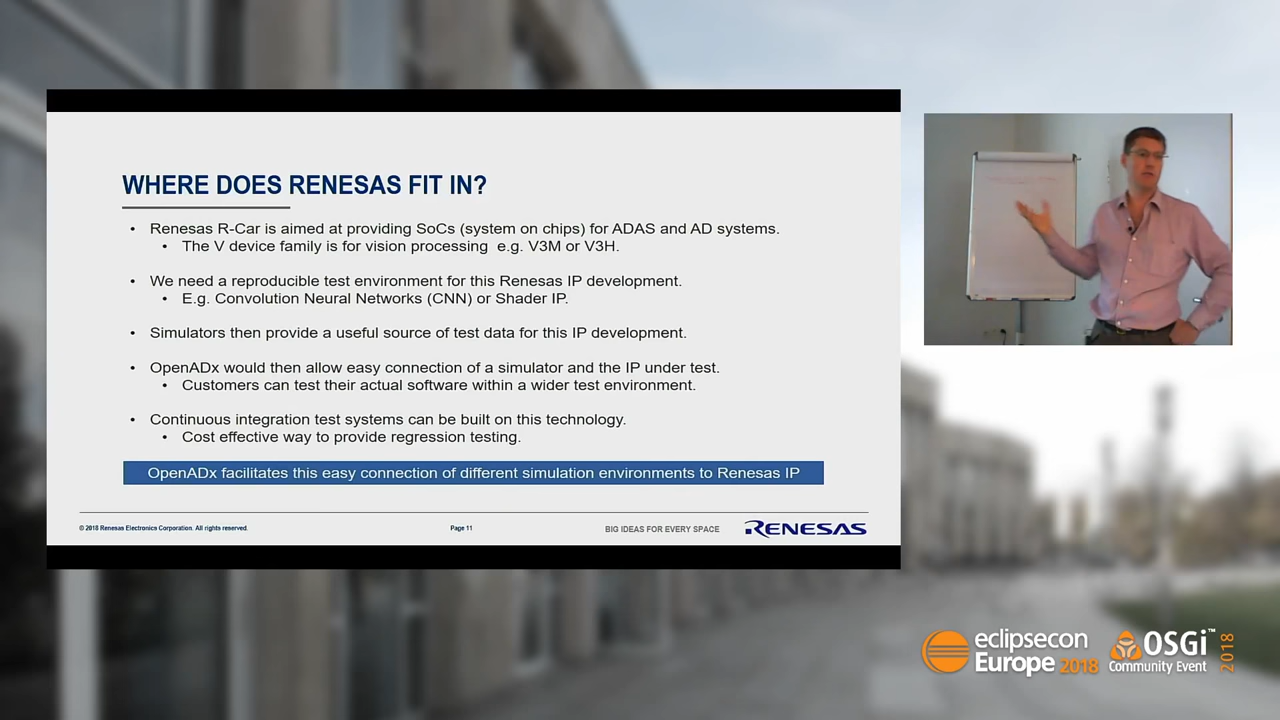 WHERE DOES RENESAS FIT IN?
• Renesas R-Car is aimed at providing SoCs (system on chips) for ADAS and AD systems.
• The V device family is for vision processing e.g. V3M or V3H.
• We need a reproducible test environment for this Renesas IP development.
• E.g. Convolution Neural Networks (CNN) or Shader IP.
• Simulators then provide a useful source of test data for this IP development.
• OpenADx would then allow easy connection of a simulator and the IP under test.
• Customers can test their actual software within a wider test environment.
• Continuous integration test systems can be built on this technology.
• Cost effective way to provide regression testing.
OpenADx facilitates this easy connection of different simulation environments to Renesas IP
© 2018 Renesas Electronics Corporation. All rights reserved.
Page 11
BIG IDEAS FOR EVERY SPACE
RENESAS
eclipsecon
Europe 2018
OSGi™
Community Event
2018